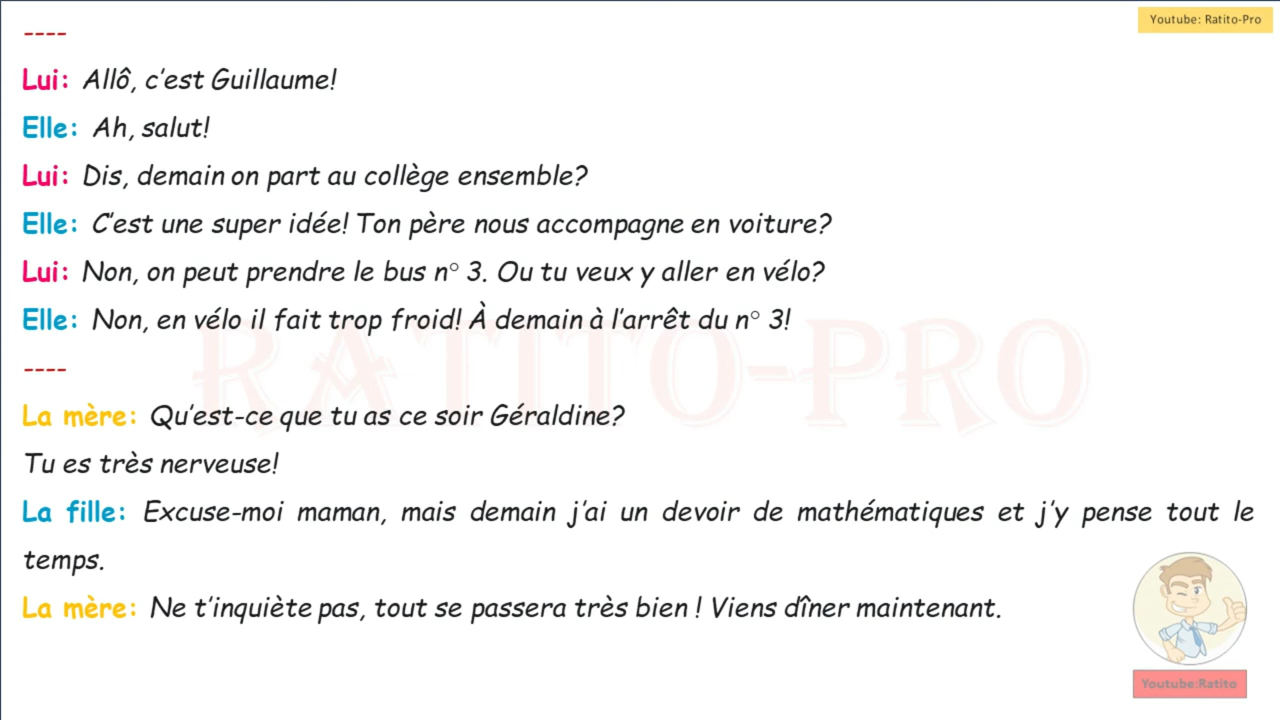 Youtube: Ratito-Pro
----
Lui: Allô, c'est Guillaume!
Elle: Ah, salut!
Lui: Dis, demain on part au collège ensemble?
Elle: C'est une super idée! Ton père nous accompagne en voiture?
Lui: Non, on peut prendre le bus n° 3. Ou tu veux y aller en vélo?
Elle: Non, en vélo il fait trop froid! À demain à l'arrêt du n° 3!
RATITO-PRO
----
La mère: Qu'est-ce que tu as ce soir Géraldine?
Tu es très nerveuse!
La fille: Excuse-moi maman, mais demain j'ai un devoir de mathématiques et j'y pense tout le
temps.
La mère: Ne t'inquiète pas, tout se passera très bien ! Viens dîner maintenant.
Youtube:Ratito